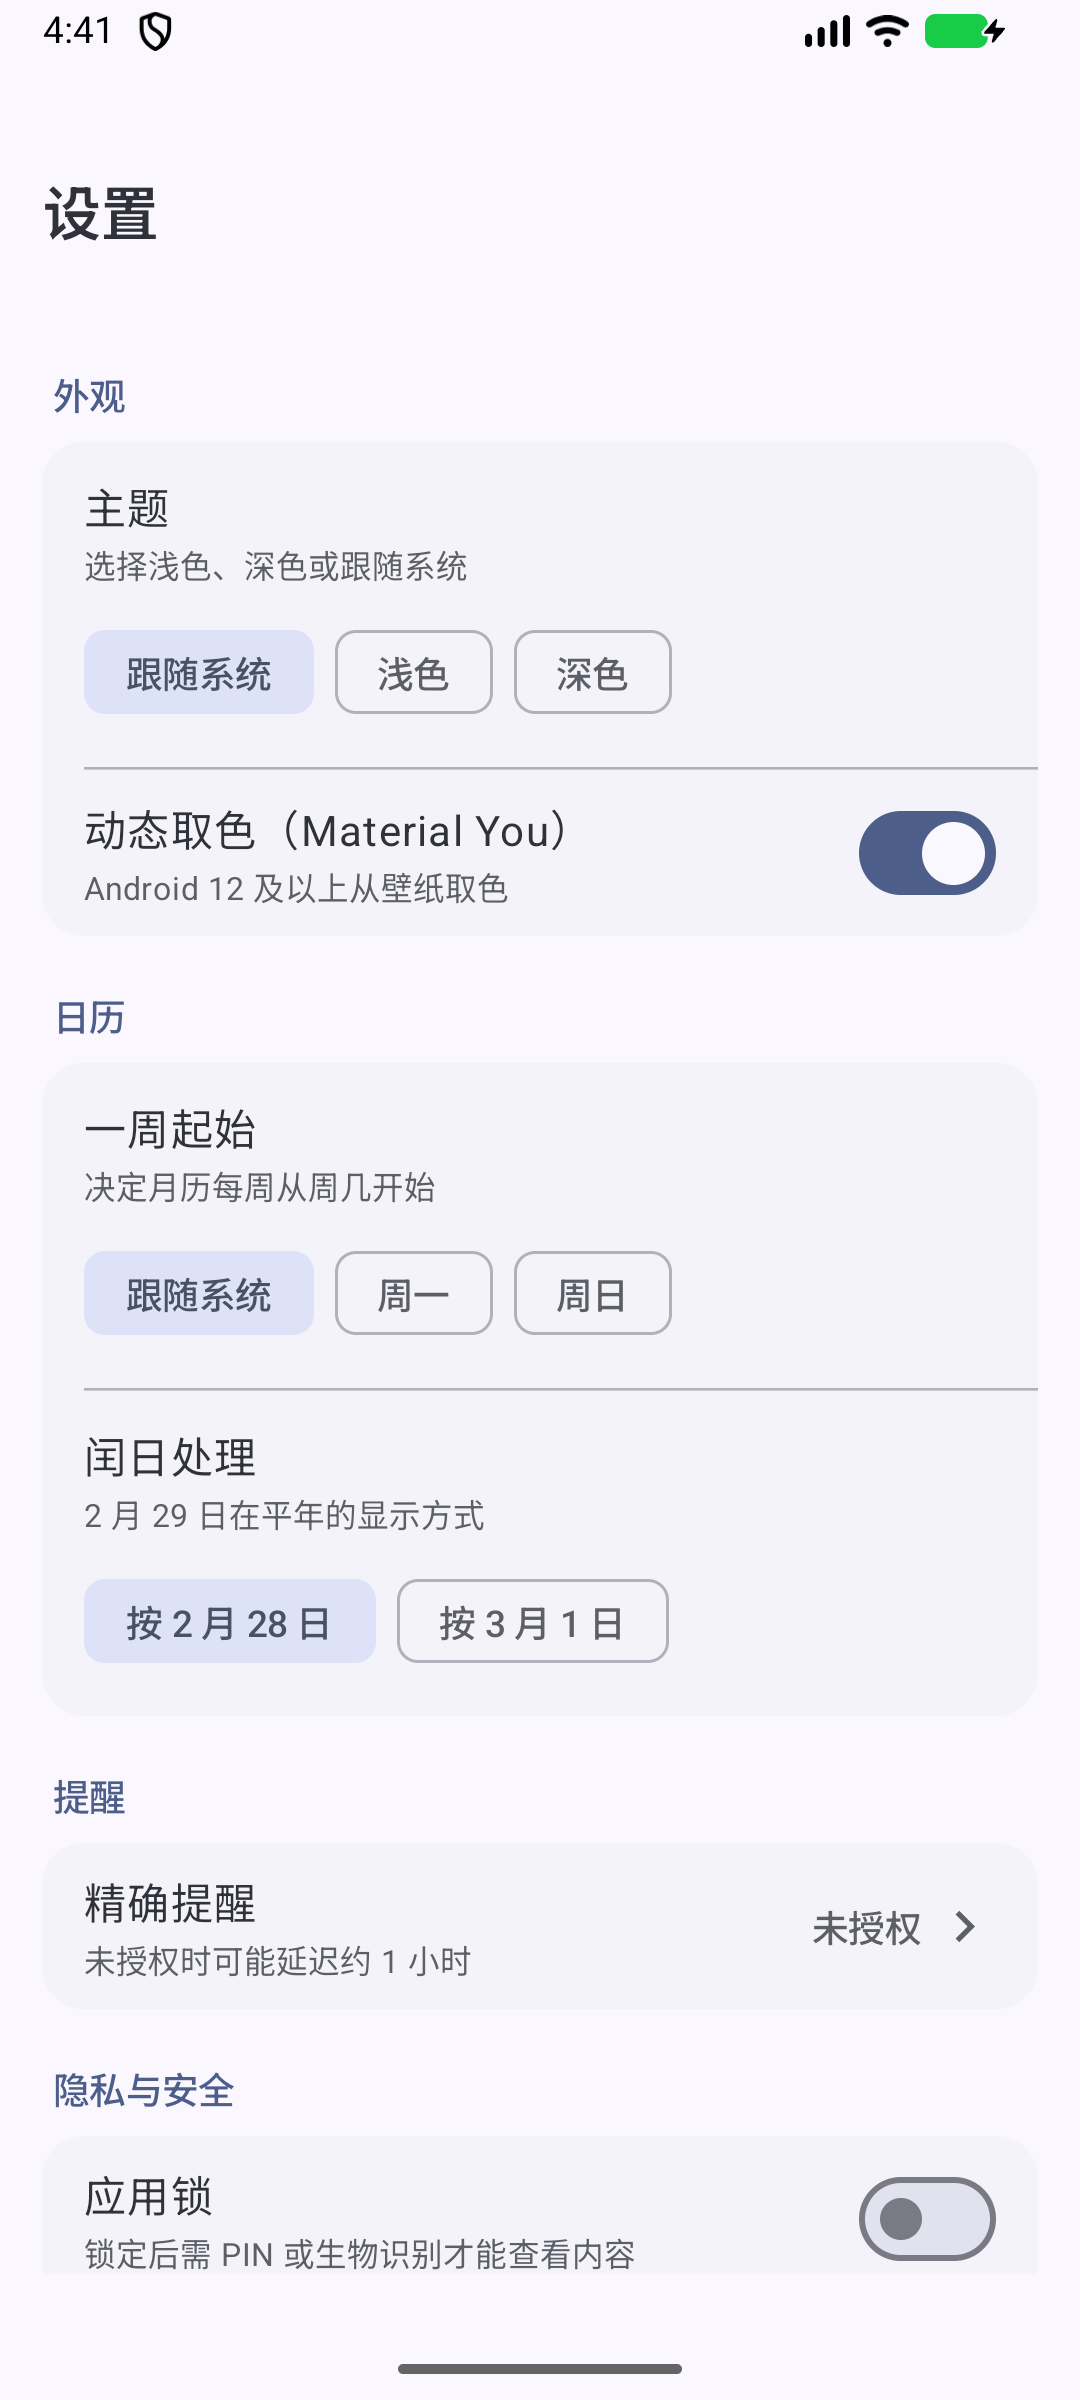 4:41
设置
外观
主题
选择浅色、深色或跟随系统
跟随系统 浅色 深色
动态取色（Material You）
Android 12 及以上从壁纸取色
日历
一周起始
决定月历每周从周几开始
跟随系统 周一 周日
闰日处理
2 月 29 日在平年的显示方式
按 2 月 28 日 按 3 月 1 日
提醒
精确提醒
未授权
未授权时可能延迟约 1 小时
隐私与安全
应用锁
锁定后需 PIN 或生物识别才能查看内容